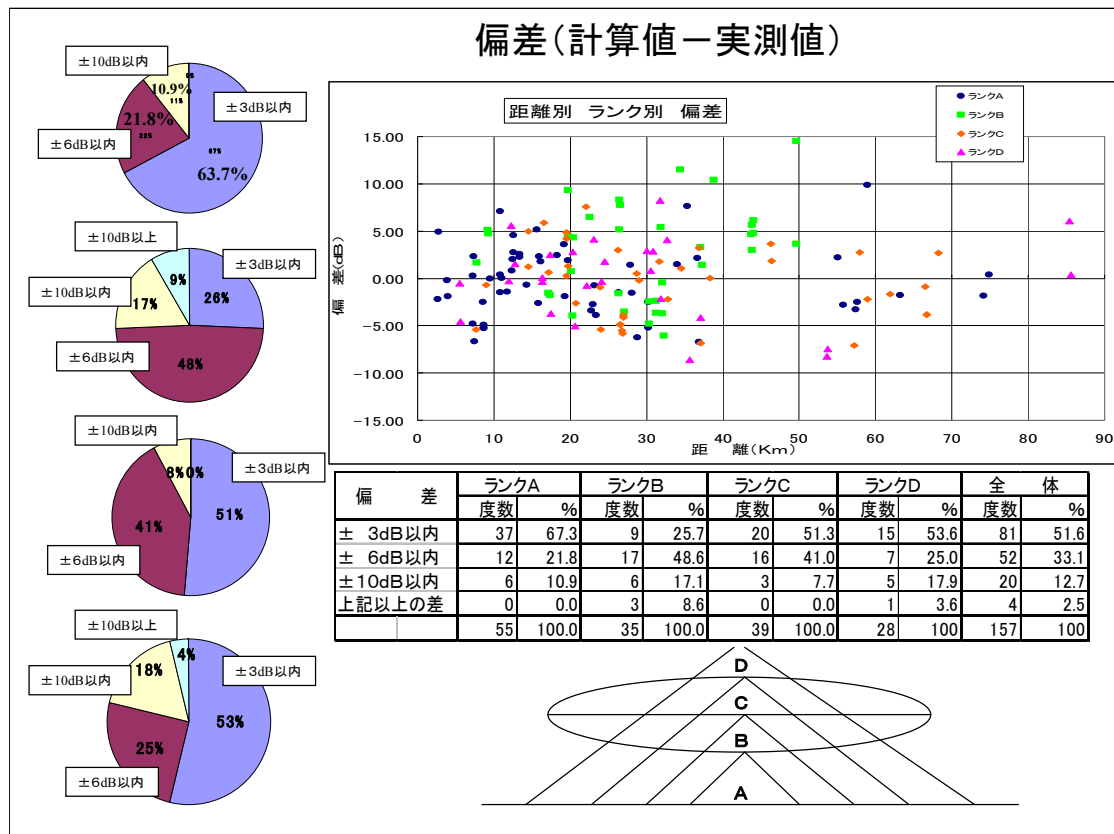 偏差（計算値－実測値）
±10dB以内
0%
10.9%
11%
±3dB以内
21.8%
22%
67%
±6dB以内
63.7%
±10dB以上
±3dB以内
9%
±10dB以内
17%
26%
±6dB以内
48%
±10dB以内
±3dB以内
8%
0%
41%
51%
±6dB以内
±10dB以上
4%
±3dB以内
18%
±10dB以内
53%
25%
±6dB以内
距離別 ランク別 偏差
ランクA
ランクB
ランクC
ランクD
15.00
10.00
5.00
0.00
-5.00
-10.00
-15.00
偏 差(dB)
0 10 20 30 40 50 60 70 80 90
距 離(Km)
偏 差 ランクA ランクB ランクC ランクD 全 体
度数 % 度数 % 度数 % 度数 % 度数 %
± 3dB以内 37 67.3 9 25.7 20 51.3 15 53.6 81 51.6
± 6dB以内 12 21.8 17 48.6 16 41.0 7 25.0 52 33.1
±10dB以内 6 10.9 6 17.1 3 7.7 5 17.9 20 12.7
上記以上の差 0 0.0 3 8.6 0 0.0 1 3.6 4 2.5
55 100.0 35 100.0 39 100.0 28 100 157 100
D
C
B
A